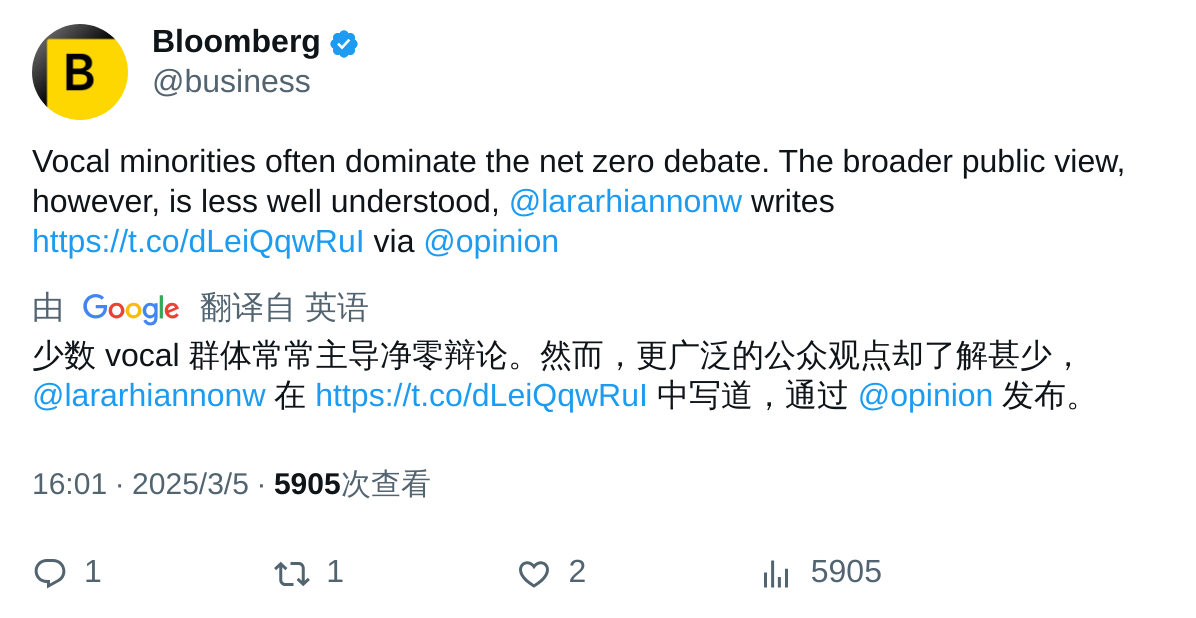 B
Bloomberg
@business
Vocal minorities often dominate the net zero debate. The broader public view,
however, is less well understood, @lararhiannonw writes
https://t.co/dLeiQqwRuI via @opinion
由 Google 翻译自 英语
少数 vocal 群体常常主导净零辩论。然而，更广泛的公众观点却了解甚少，
@lararhiannonw 在 https://t.co/dLeiQqwRuI 中写道，通过 @opinion 发布。
16:01 · 2025/3/5 · 5905次查看
1 1 2 5905